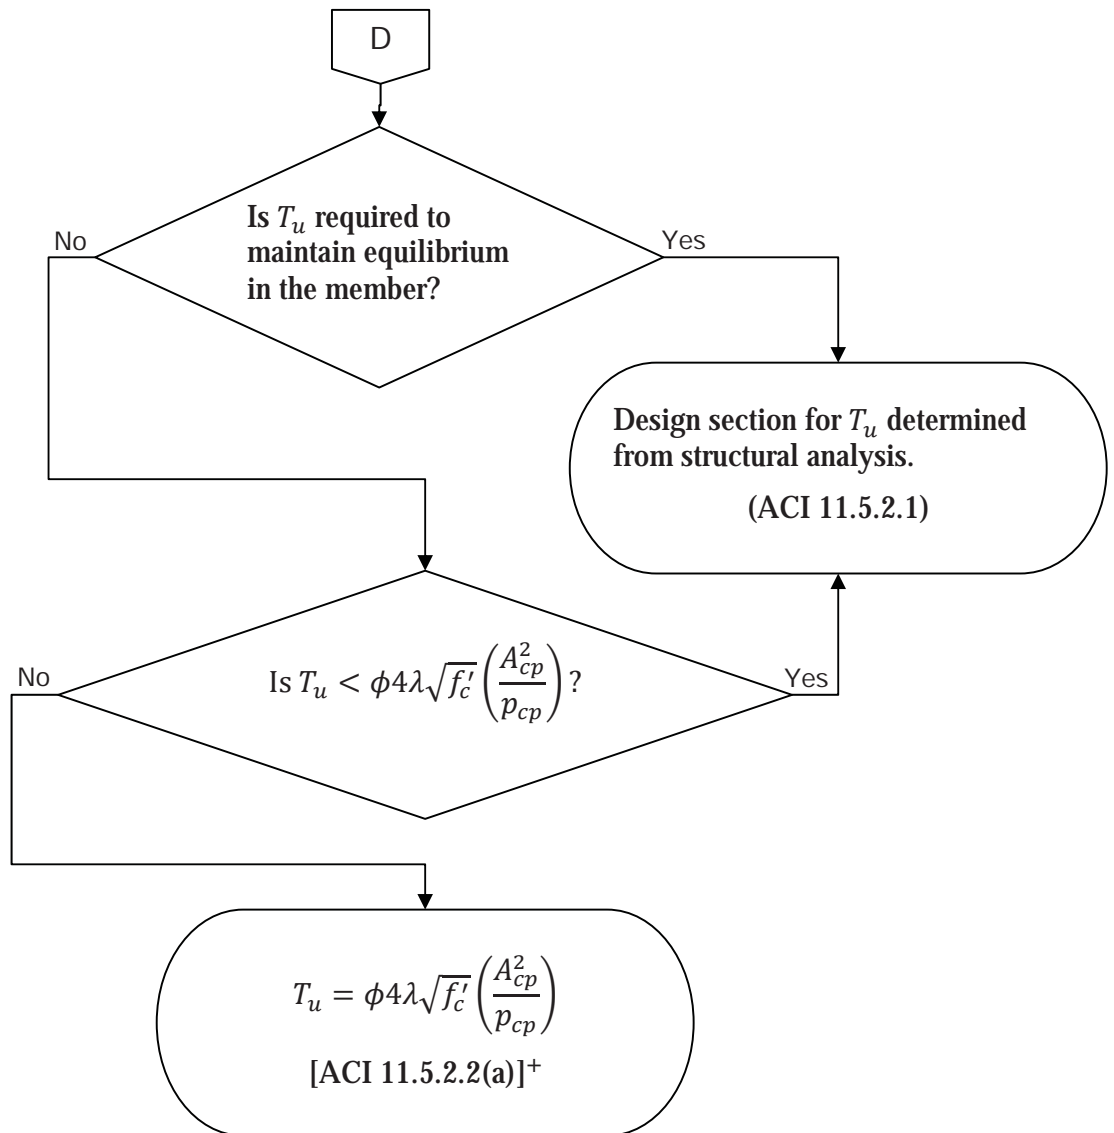 D
Is T_u required to
maintain equilibrium
in the member?
No
Yes
Design section for T_u determined
from structural analysis.
(ACI 11.5.2.1)
Is T_u < ϕ4λ√f_c′ (A_cp^2 / p_cp) ?
No
Yes
T_u = ϕ4λ√f_c′ (A_cp^2 / p_cp)
[ACI 11.5.2.2(a)]⁺